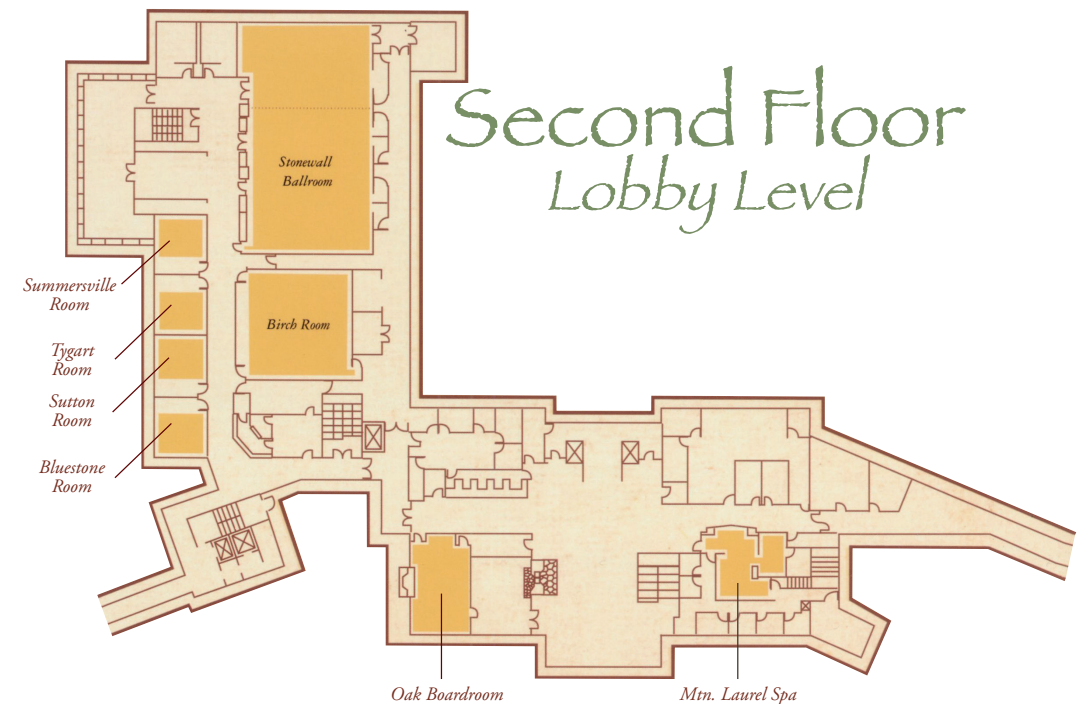 Second Floor
Lobby Level
Stonewall
Ballroom
Summersville
Room
Birch Room
Tygart
Room
Sutton
Room
Bluestone
Room
Oak Boardroom
Mtn. Laurel Spa